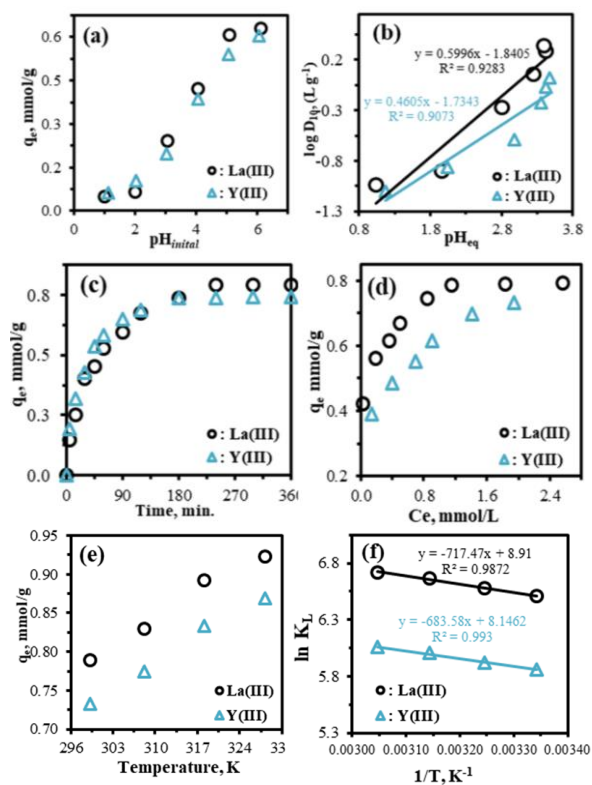 (a)
qe, mmol/g
0.6
0.5
0.3
0.2
0.0
: La(III)
: Y(III)
0 2 4 6
pHinital
(b)
log D10, (L g-1)
0.2
-0.3
-0.8
-1.3
y = 0.5996x - 1.8405
R² = 0.9283
y = 0.4605x - 1.7343
R² = 0.9073
: La(III)
: Y(III)
0.8 1.8 2.8 3.8
pHeq
(c)
qe, mmol/g
0.8
0.5
0.3
0.0
: La(III)
: Y(III)
0 90 180 270 36
Time, min.
(d)
qe mmol/g
0.8
0.6
0.4
0.2
: La(III)
: Y(III)
0.0 0.8 1.6 2.4
Ce, mmol/L
(e)
qe, mmol/g
0.95
0.90
0.85
0.80
0.75
0.70
:La(III)
: Y(III)
296 303 310 317 324 33
Temperature, K
(f)
ln KL
6.8
6.3
5.8
5.3
y = -717.47x + 8.91
R² = 0.9872
y = -683.58x + 8.1462
R² = 0.993
: La(III)
: Y(III)
0.00300 0.00310 0.00320 0.00330 0.00340
1/T, K-1